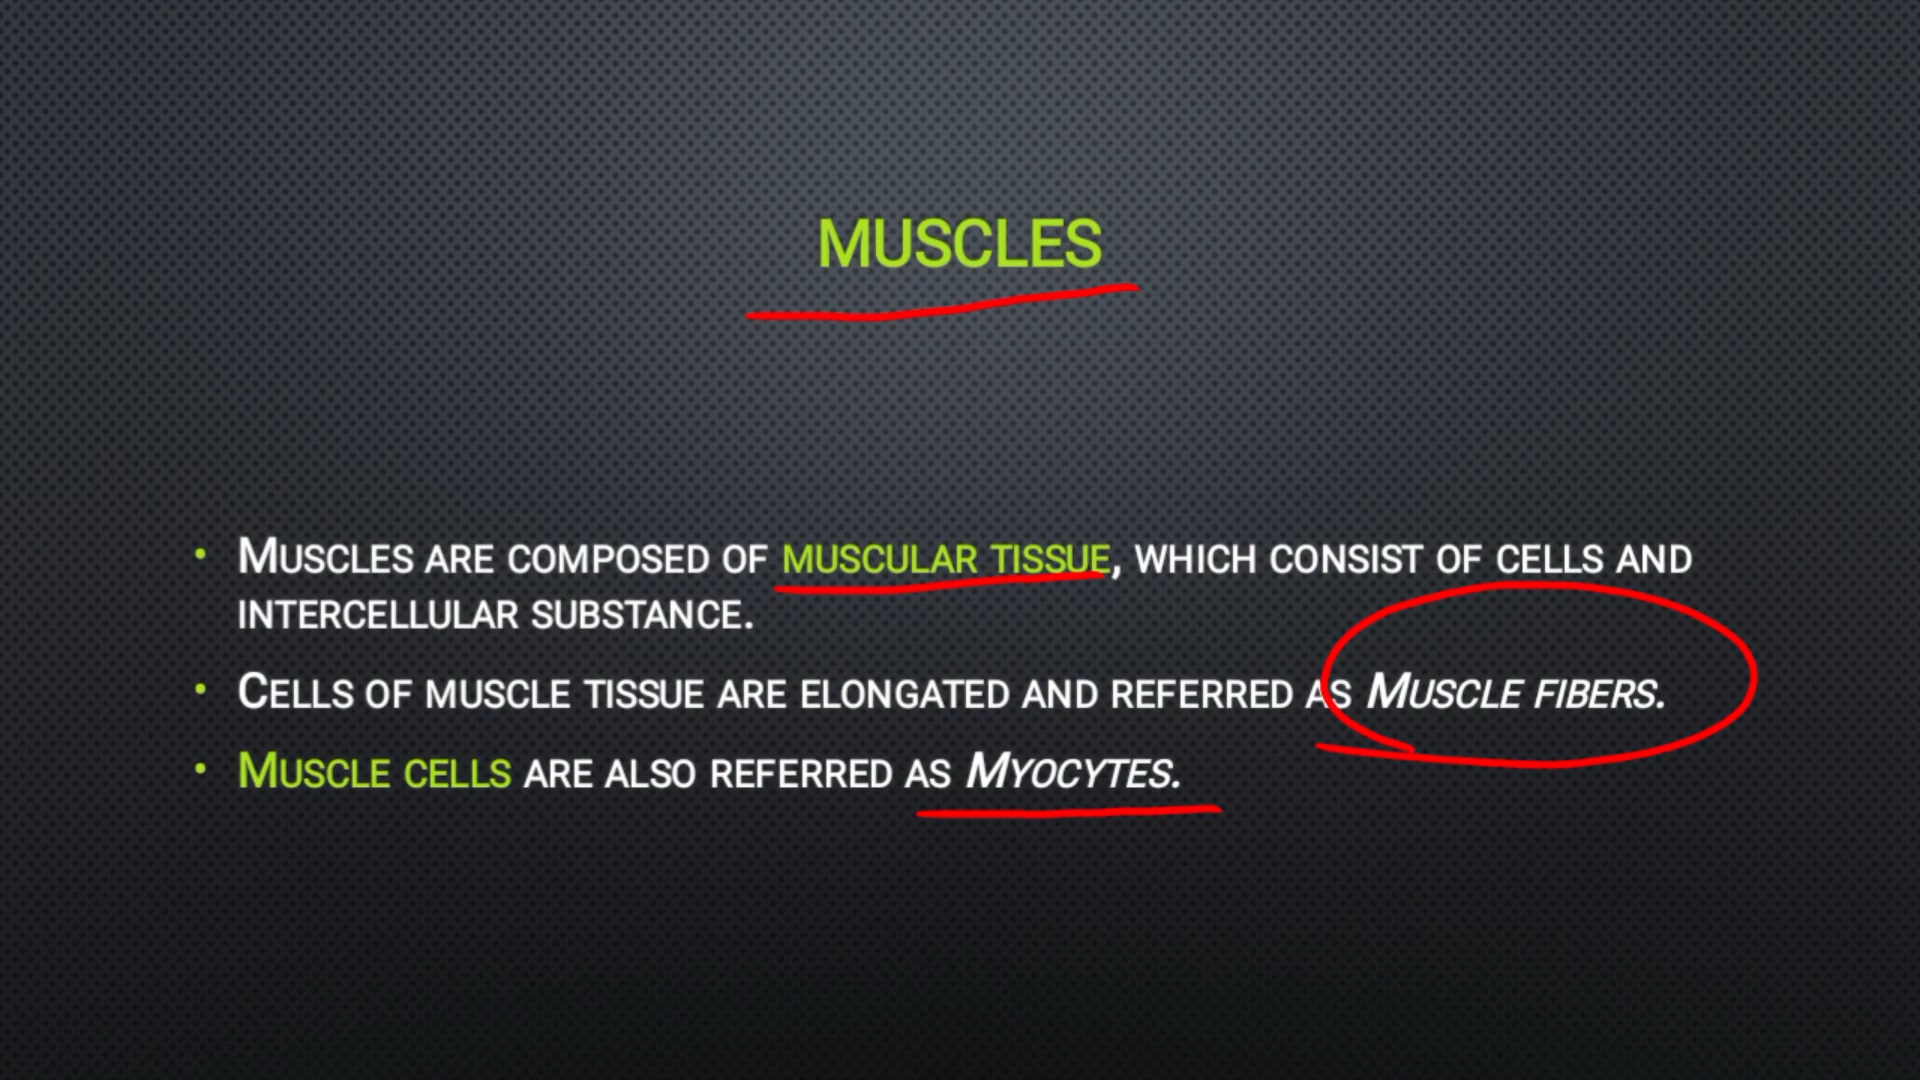 MUSCLES
• MUSCLES ARE COMPOSED OF MUSCULAR TISSUE, WHICH CONSIST OF CELLS AND
INTERCELLULAR SUBSTANCE.
• CELLS OF MUSCLE TISSUE ARE ELONGATED AND REFERRED AS MUSCLE FIBERS.
• MUSCLE CELLS ARE ALSO REFERRED AS MYOCYTES.